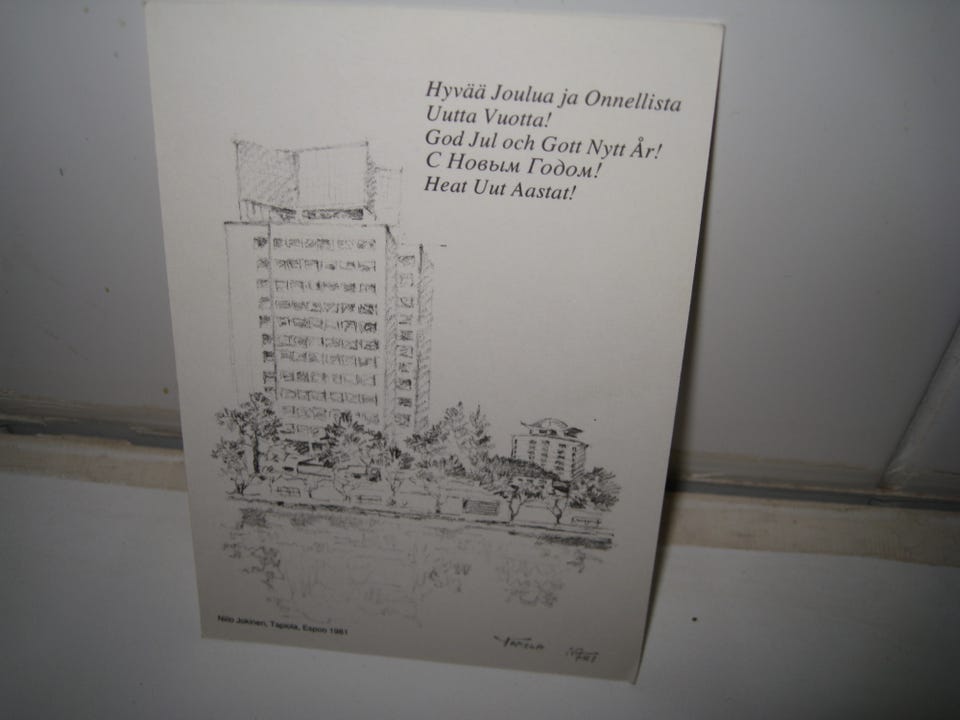 Hyvää Joulua ja Onnellista
Uutta Vuotta!
God Jul och Gott Nytt År!
С Новым Годом!
Heat Uut Aastat!
Niilo Jokinen, Tapiola, Espoo 1981